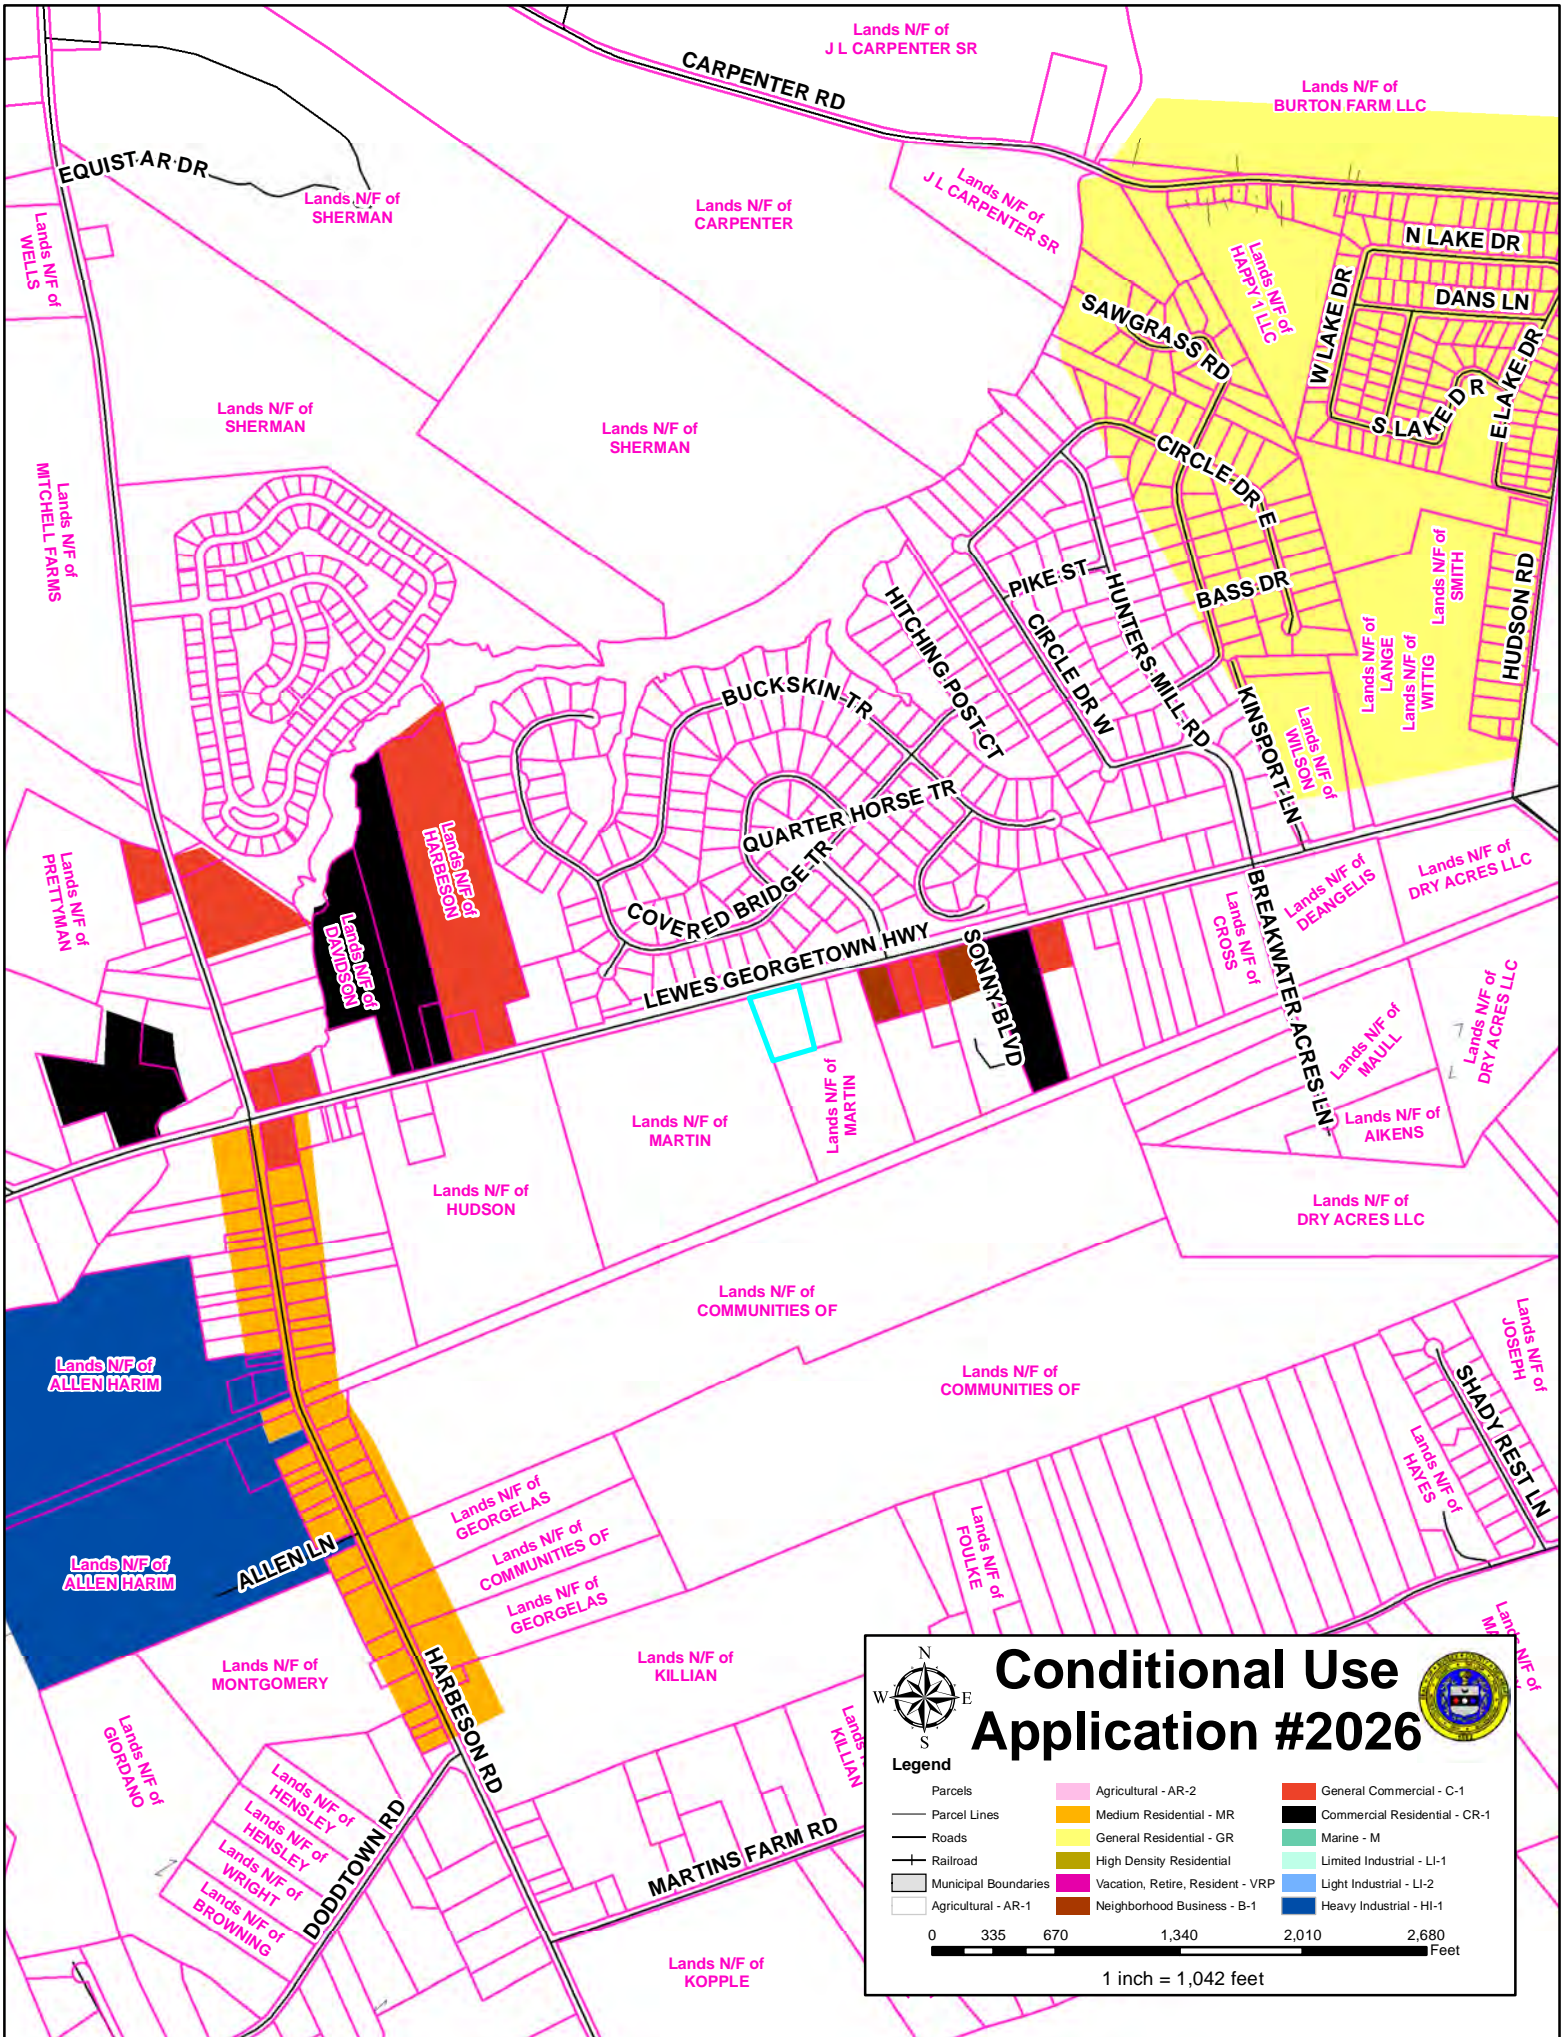 Lands N/F of
J L CARPENTER SR
CARPENTER RD
Lands N/F of
BURTON FARM LLC
EQUISTAR DR
Lands N/F of
SHERMAN
Lands N/F of
CARPENTER
Lands N/F of
J L CARPENTER SR
Lands N/F of
WELLS
Lands N/F of
HAPPY 1 LLC
N LAKE DR
W LAKE DR
DANS LN
SAWGRASS RD
S LAKE DR
E LAKE DR
Lands N/F of
SHERMAN
Lands N/F of
SHERMAN
CIRCLE DR E
Lands N/F of
MITCHELL FARMS
Lands N/F of
SMITH
HUDSON RD
PIKE ST
BASS DR
HUNTERS MILL RD
HITCHING POST CT
CIRCLE DR W
Lands N/F of
LANGE
Lands N/F of
WITTIG
BUCKSKIN TR
KINSPORT LN
Lands N/F of
WILSON
QUARTER HORSE TR
COVERED BRIDGE TR
Lands N/F of
HARBESON
Lands N/F of
PRETTYMAN
Lands N/F of
DAVIDSON
LEWES GEORGETOWN HWY
SONNY BLVD
Lands N/F of
CROSS
BREAKWATER ACRES LN
Lands N/F of
DEANGELIS
Lands N/F of
DRY ACRES LLC
Lands N/F of
DRY ACRES LLC
Lands N/F of
MAULL
Lands N/F of
MARTIN
Lands N/F of
MARTIN
Lands N/F of
AIKENS
Lands N/F of
HUDSON
Lands N/F of
DRY ACRES LLC
Lands N/F of
COMMUNITIES OF
Lands N/F of
ALLEN HARIM
Lands N/F of
COMMUNITIES OF
Lands N/F of
JOSEPH
SHADY REST LN
Lands N/F of
HAYES
Lands N/F of
GEORGELAS
Lands N/F of
COMMUNITIES OF
Lands N/F of
GEORGELAS
Lands N/F of
FOULKE
Lands N/F of
ALLEN HARIM
ALLEN LN
Lands N/F of
MONTGOMERY
HARBESON RD
Lands N/F of
KILLIAN
Lands N/F of
Lands
KILLIAN
Lands N/F of
GIORDANO
Lands N/F of
HENSLEY
Lands N/F of
HENSLEY
Lands N/F of
WRIGHT
Lands N/F of
BROWNING
DODDTOWN RD
MARTINS FARM RD
Lands N/F of
KOPPLE
N
W E
S
Conditional Use
Application #2026
Legend
Parcels
Parcel Lines
Roads
Railroad
Municipal Boundaries
Agricultural - AR-1
Agricultural - AR-2
Medium Residential - MR
General Residential - GR
High Density Residential
Vacation, Retire, Resident - VRP
Neighborhood Business - B-1
General Commercial - C-1
Commercial Residential - CR-1
Marine - M
Limited Industrial - LI-1
Light Industrial - LI-2
Heavy Industrial - HI-1
0 335 670 1,340 2,010 2,680
Feet
1 inch = 1,042 feet